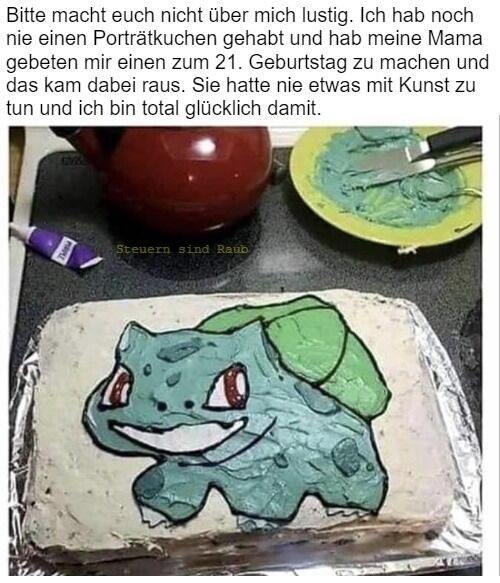 Bitte macht euch nicht über mich lustig. Ich hab noch
nie einen Porträtkuchen gehabt und hab meine Mama
gebeten mir einen zum 21. Geburtstag zu machen und
das kam dabei raus. Sie hatte nie etwas mit Kunst zu
tun und ich bin total glücklich damit.
Steuern sind Raub